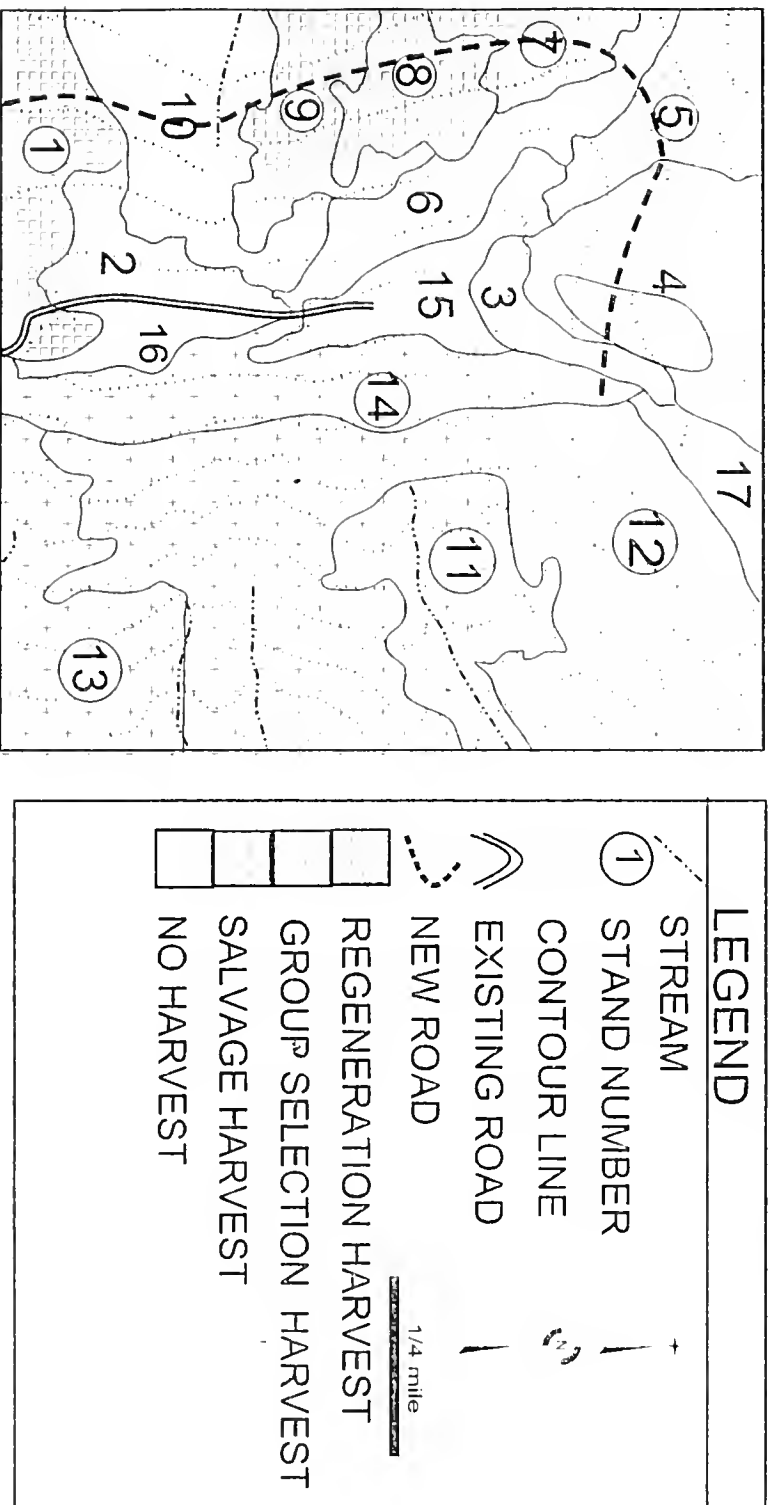 5
17
4
7
12
3
8
15
6
11
9
14
10
16
2
1
13
LEGEND
STREAM
1 STAND NUMBER
CONTOUR LINE
EXISTING ROAD
NEW ROAD
REGENERATION HARVEST
GROUP SELECTION HARVEST
SALVAGE HARVEST
NO HARVEST
N
1/4 mile